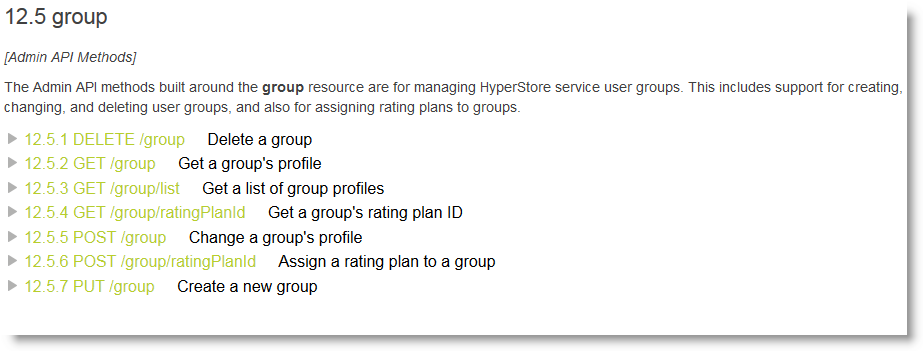 12.5 group
[Admin API Methods]
The Admin API methods built around the group resource are for managing HyperStore service user groups. This includes support for creating,
changing, and deleting user groups, and also for assigning rating plans to groups.
12.5.1 DELETE /group Delete a group
12.5.2 GET /group Get a group's profile
12.5.3 GET /group/list Get a list of group profiles
12.5.4 GET /group/ratingPlanId Get a group's rating plan ID
12.5.5 POST /group Change a group's profile
12.5.6 POST /group/ratingPlanId Assign a rating plan to a group
12.5.7 PUT /group Create a new group